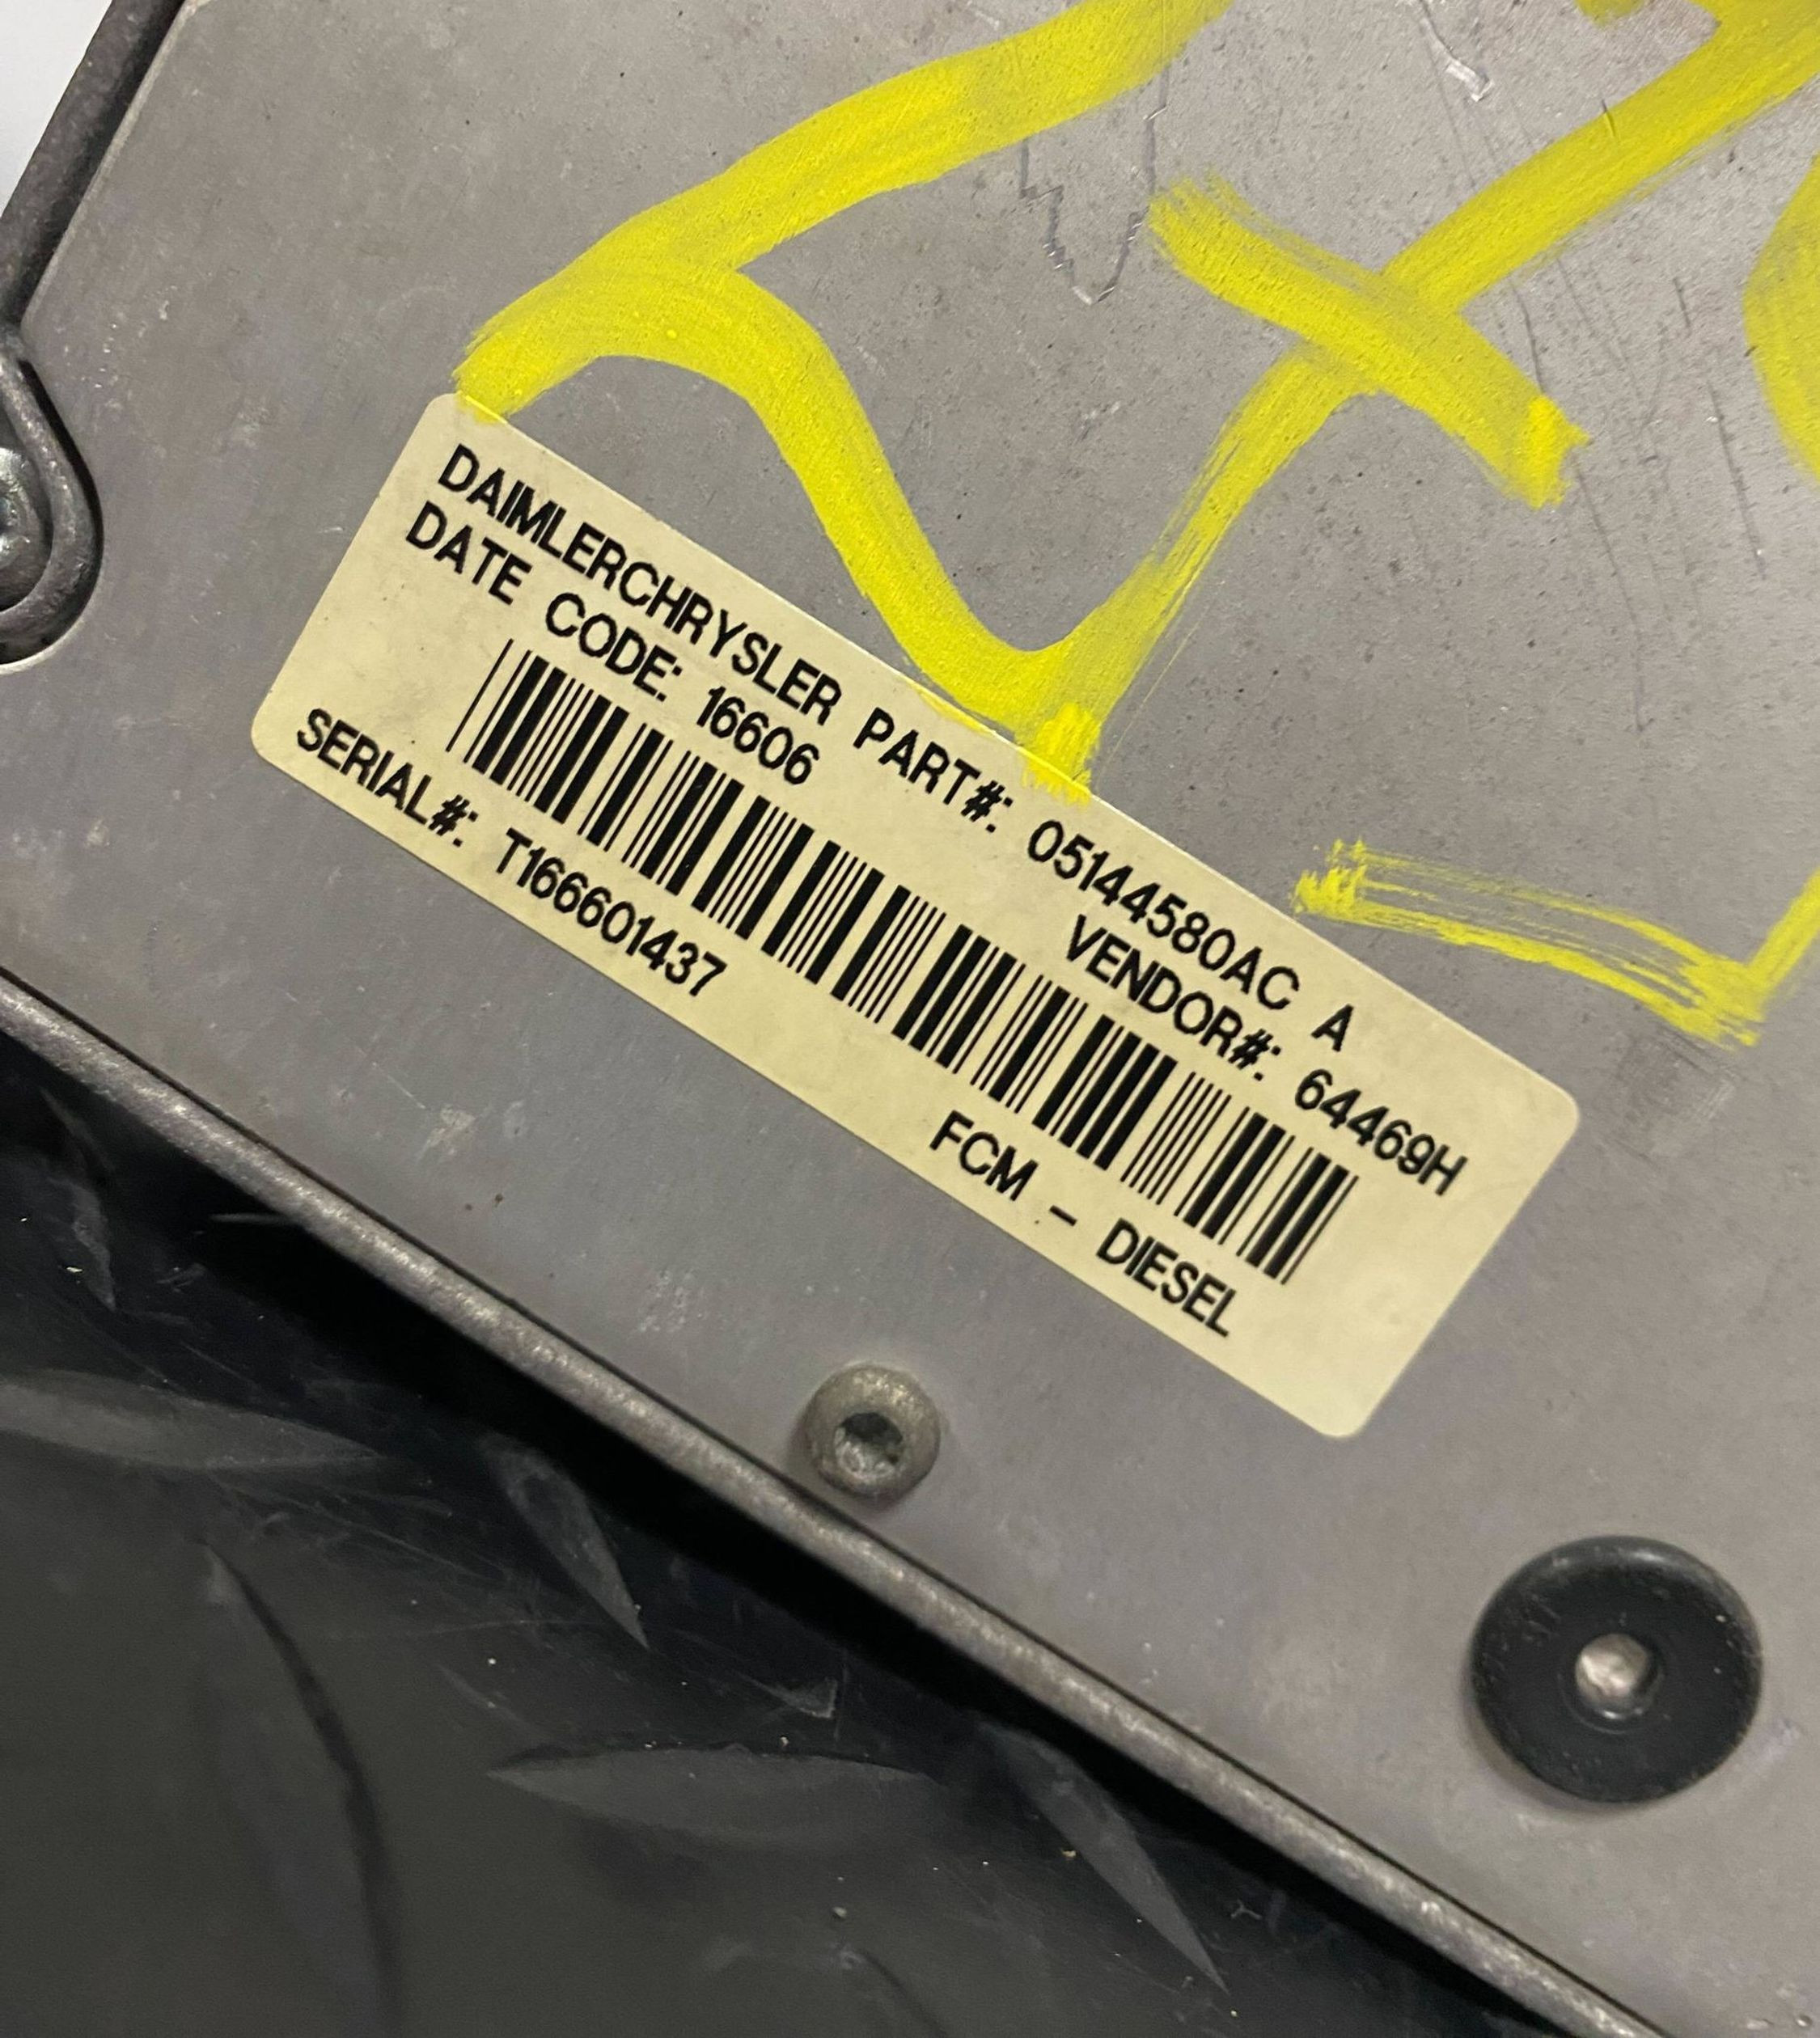 DAIMLERCHRYSLER PART#: 05144580AC A
DATE CODE: 16606 VENDOR#: 64469H
SERIAL#: T166601437 FCM - DIESEL